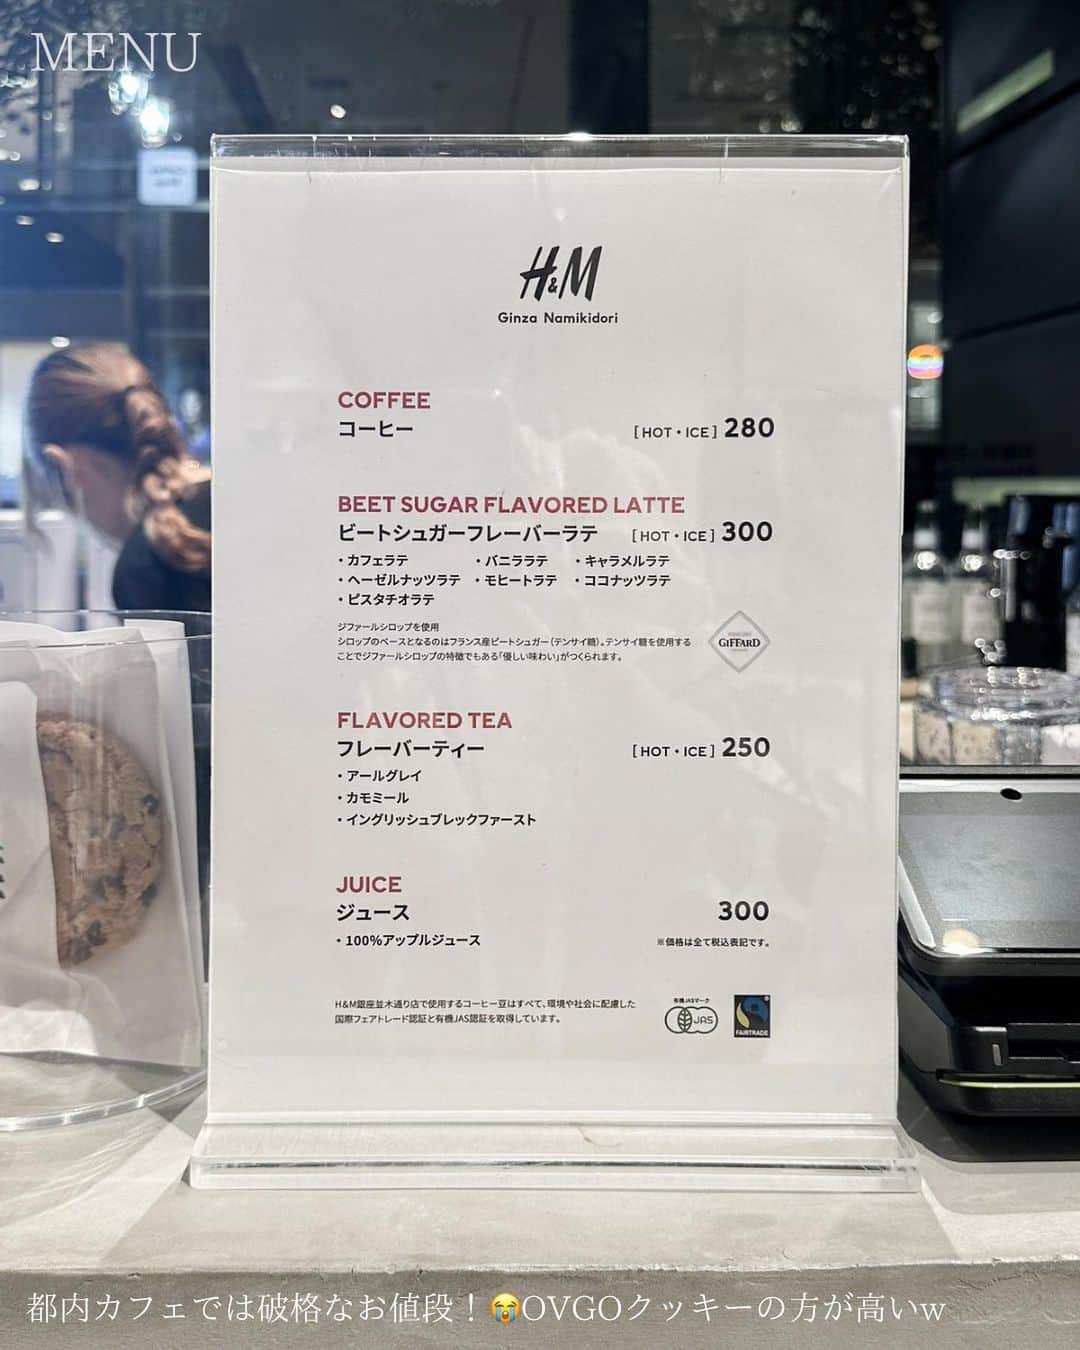 MENU
H&M
Ginza Namikidori
COFFEE
コーヒー [HOT・ICE] 280
BEET SUGAR FLAVORED LATTE
ビートシュガーフレーバーラテ [HOT・ICE] 300
・カフェラテ ・バニララテ ・キャラメルラテ
・ヘーゼルナッツラテ ・モヒートラテ ・ココナッツラテ
・ピスタチオラテ
ジファールシロップを使用
シロップのベースとなるのはフランス産ビートシュガー(テンサイ糖)。テンサイ糖を使用する
ことでジファールシロップの特徴でもある「優しい味わい」がつくられます。
GIFFARD
FLAVORED TEA
フレーバーティー [HOT・ICE] 250
・アールグレイ
・カモミール
・イングリッシュブレックファースト
JUICE
ジュース 300
・100%アップルジュース ※価格は全て税込表記です。
H&M銀座並木通り店で使用するコーヒー豆はすべて、環境や社会に配慮した
国際フェアトレード認証と有機JAS認証を取得しています。
有機JASマーク
JAS
FAIRTRADE
都内カフェでは破格なお値段！😭OVGOクッキーの方が高いw